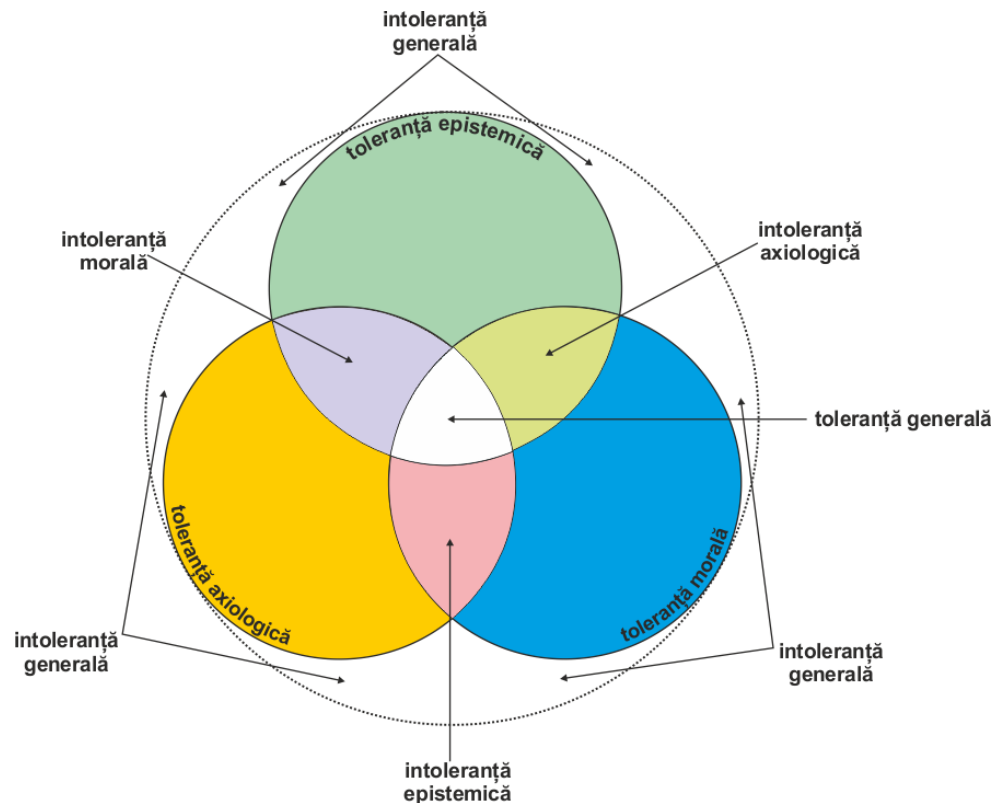 intoleranță
generală
toleranță epistemică
intoleranță
morală
intoleranță
axiologică
toleranță generală
toleranță axiologică
toleranță morală
intoleranță
generală
intoleranță
generală
intoleranță
epistemică